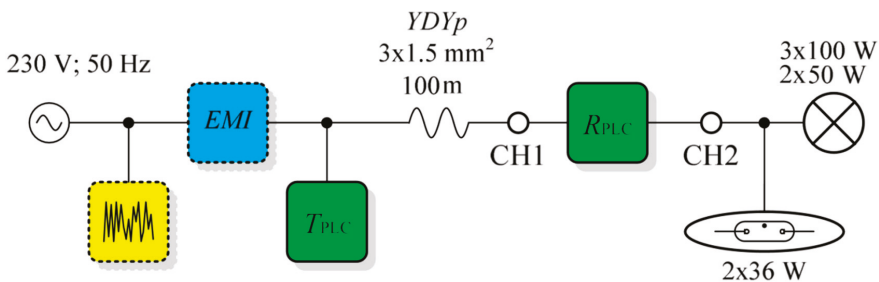 YDYp
3x1.5 mm²
100m
230 V; 50 Hz
3x100 W
2x50 W
EMI
RPLC
CH1
CH2
TPLC
2x36 W